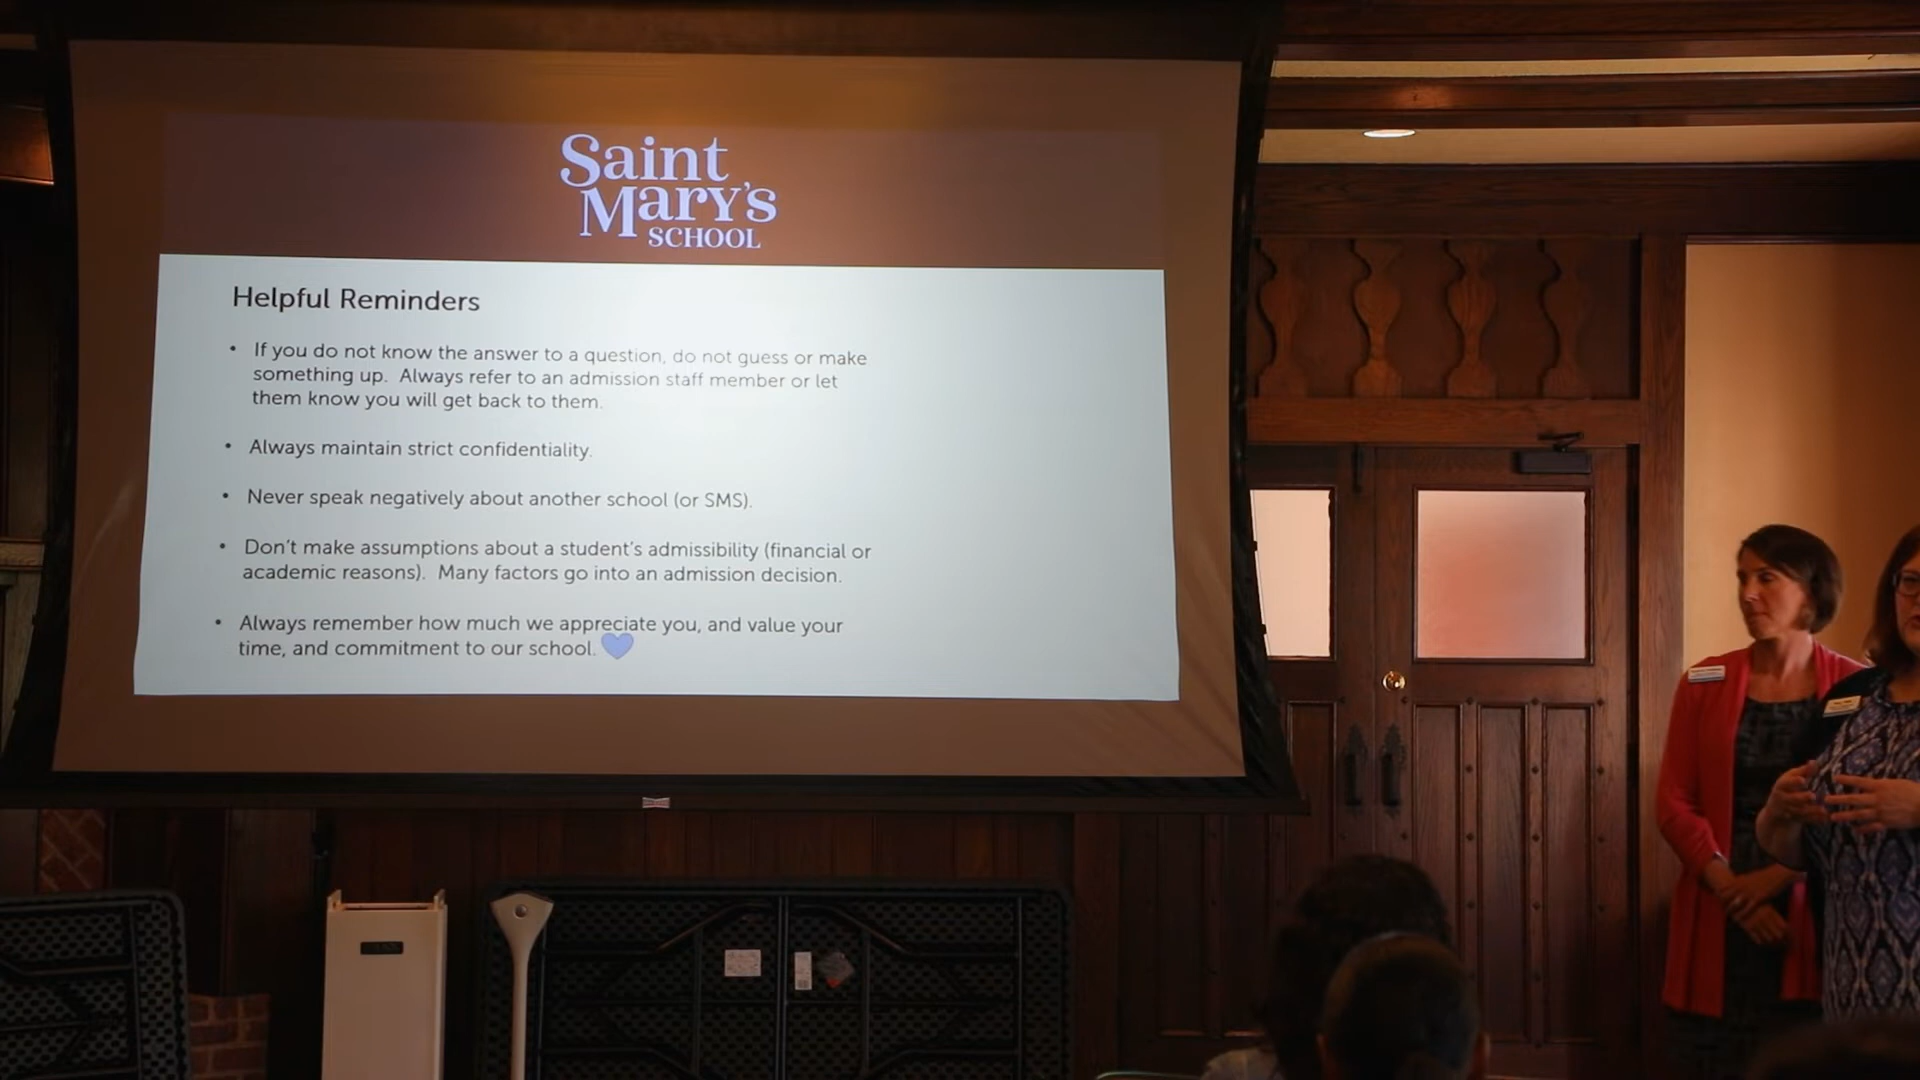 Saint
Mary's
SCHOOL
Helpful Reminders
• If you do not know the answer to a question, do not guess or make
something up. Always refer to an admission staff member or let
them know you will get back to them.
• Always maintain strict confidentiality.
• Never speak negatively about another school (or SMS).
• Don't make assumptions about a student's admissibility (financial or
academic reasons). Many factors go into an admission decision.
• Always remember how much we appreciate you, and value your
time, and commitment to our school.